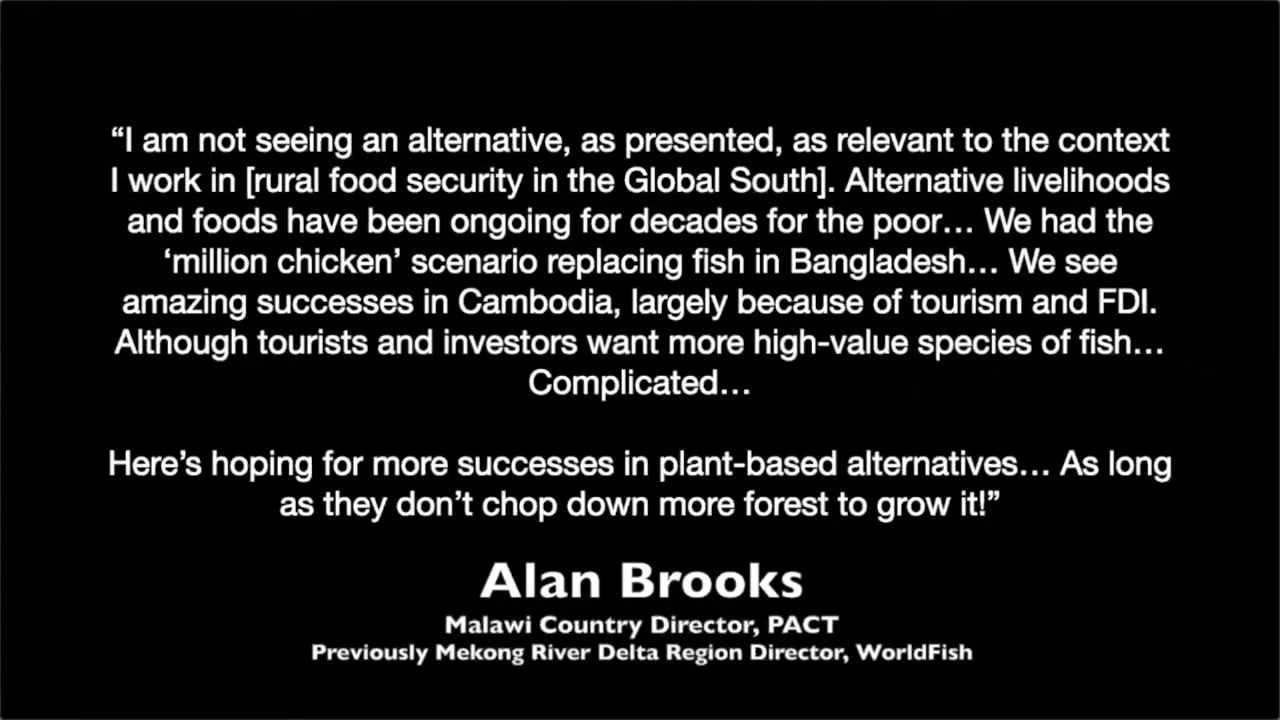 “I am not seeing an alternative, as presented, as relevant to the context
I work in [rural food security in the Global South]. Alternative livelihoods
and foods have been ongoing for decades for the poor… We had the
‘million chicken’ scenario replacing fish in Bangladesh… We see
amazing successes in Cambodia, largely because of tourism and FDI.
Although tourists and investors want more high-value species of fish…
Complicated…
Here’s hoping for more successes in plant-based alternatives… As long
as they don’t chop down more forest to grow it!”
Alan Brooks
Malawi Country Director, PACT
Previously Mekong River Delta Region Director, WorldFish